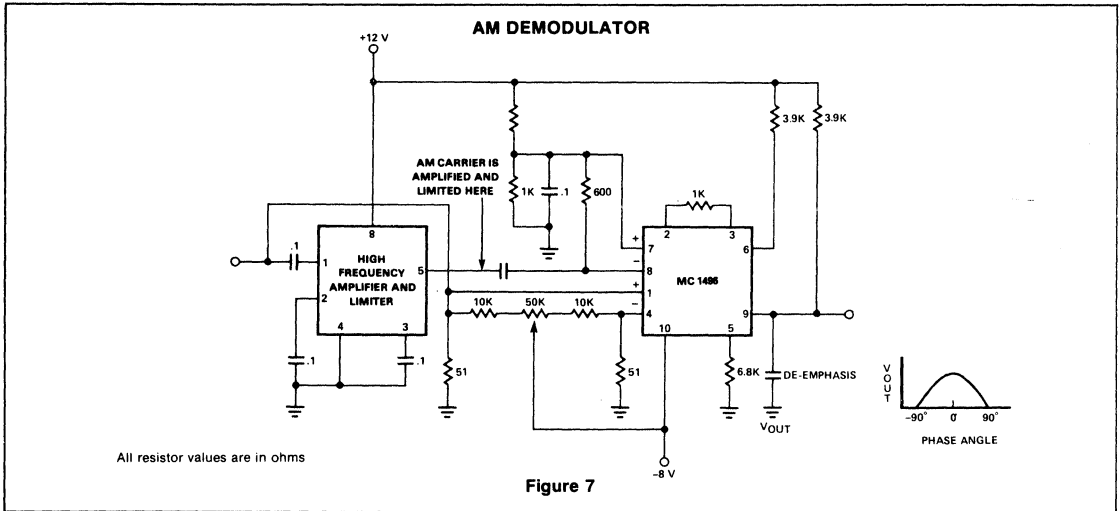 AM DEMODULATOR
+12 V
3.9K
3.9K
AM CARRIER IS
AMPLIFIED AND
LIMITED HERE
1K
.1
600
1K
2
3
8
7
+
6
.1
1
HIGH
FREQUENCY
AMPLIFIER AND
LIMITER
5
−
8
MC 1496
+
1
2
10K
50K
10K
−
4
9
4
3
10
5
.1
.1
51
51
6.8K
DE-EMPHASIS
VOUT
VOUT
-90°
0°
90°
PHASE ANGLE
All resistor values are in ohms
-8 V
Figure 7